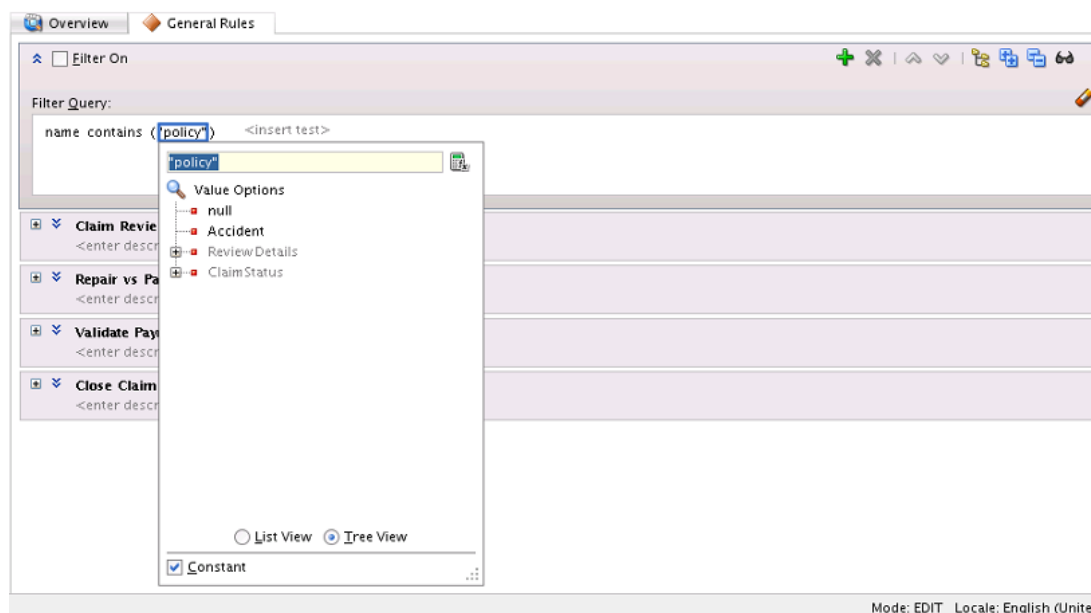 Overview General Rules
Filter On
Filter Query:
name contains ("policy") <insert test>
"policy"
Value Options
null
Accident
ReviewDetails
ClaimStatus
Claim Revie
<enter descr
Repair vs Pa
<enter descr
Validate Pay
<enter descr
Close Claim
<enter descr
List View Tree View
Constant
Mode: EDIT Locale: English (Unite